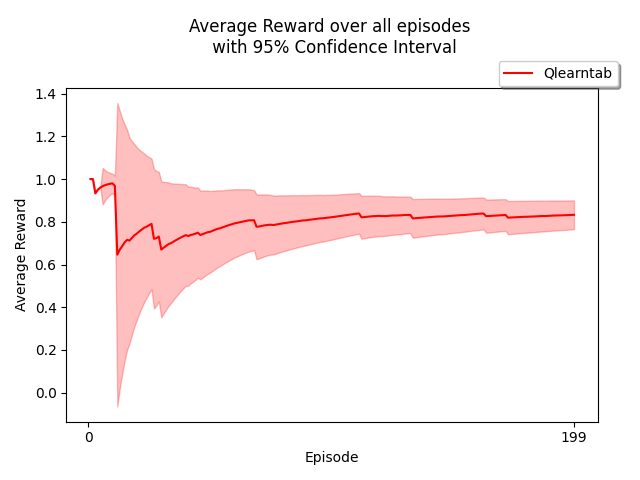 Average Reward over all episodes
with 95% Confidence Interval
Qlearntab
1.4
1.2
1.0
0.8
0.6
0.4
0.2
0.0
Average Reward
0
199
Episode